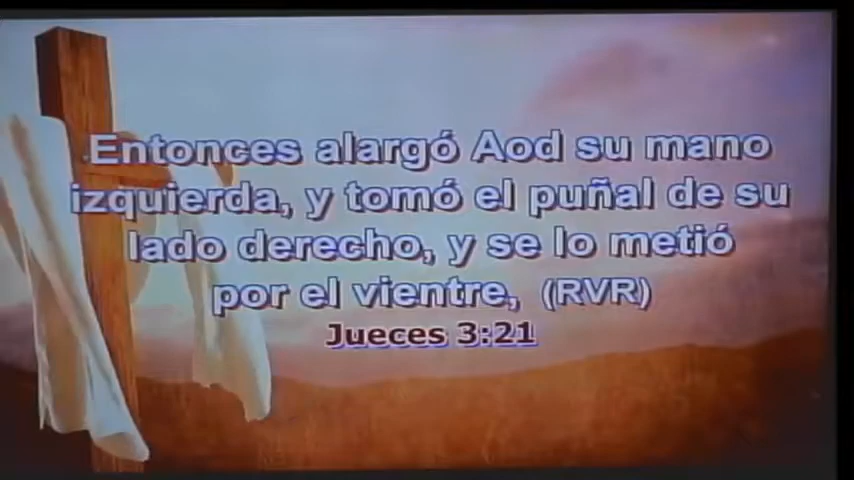 Entonces alargó Aod su mano
izquierda, y tomó el puñal de su
lado derecho, y se lo metió
por el vientre, (RVR)
Jueces 3:21